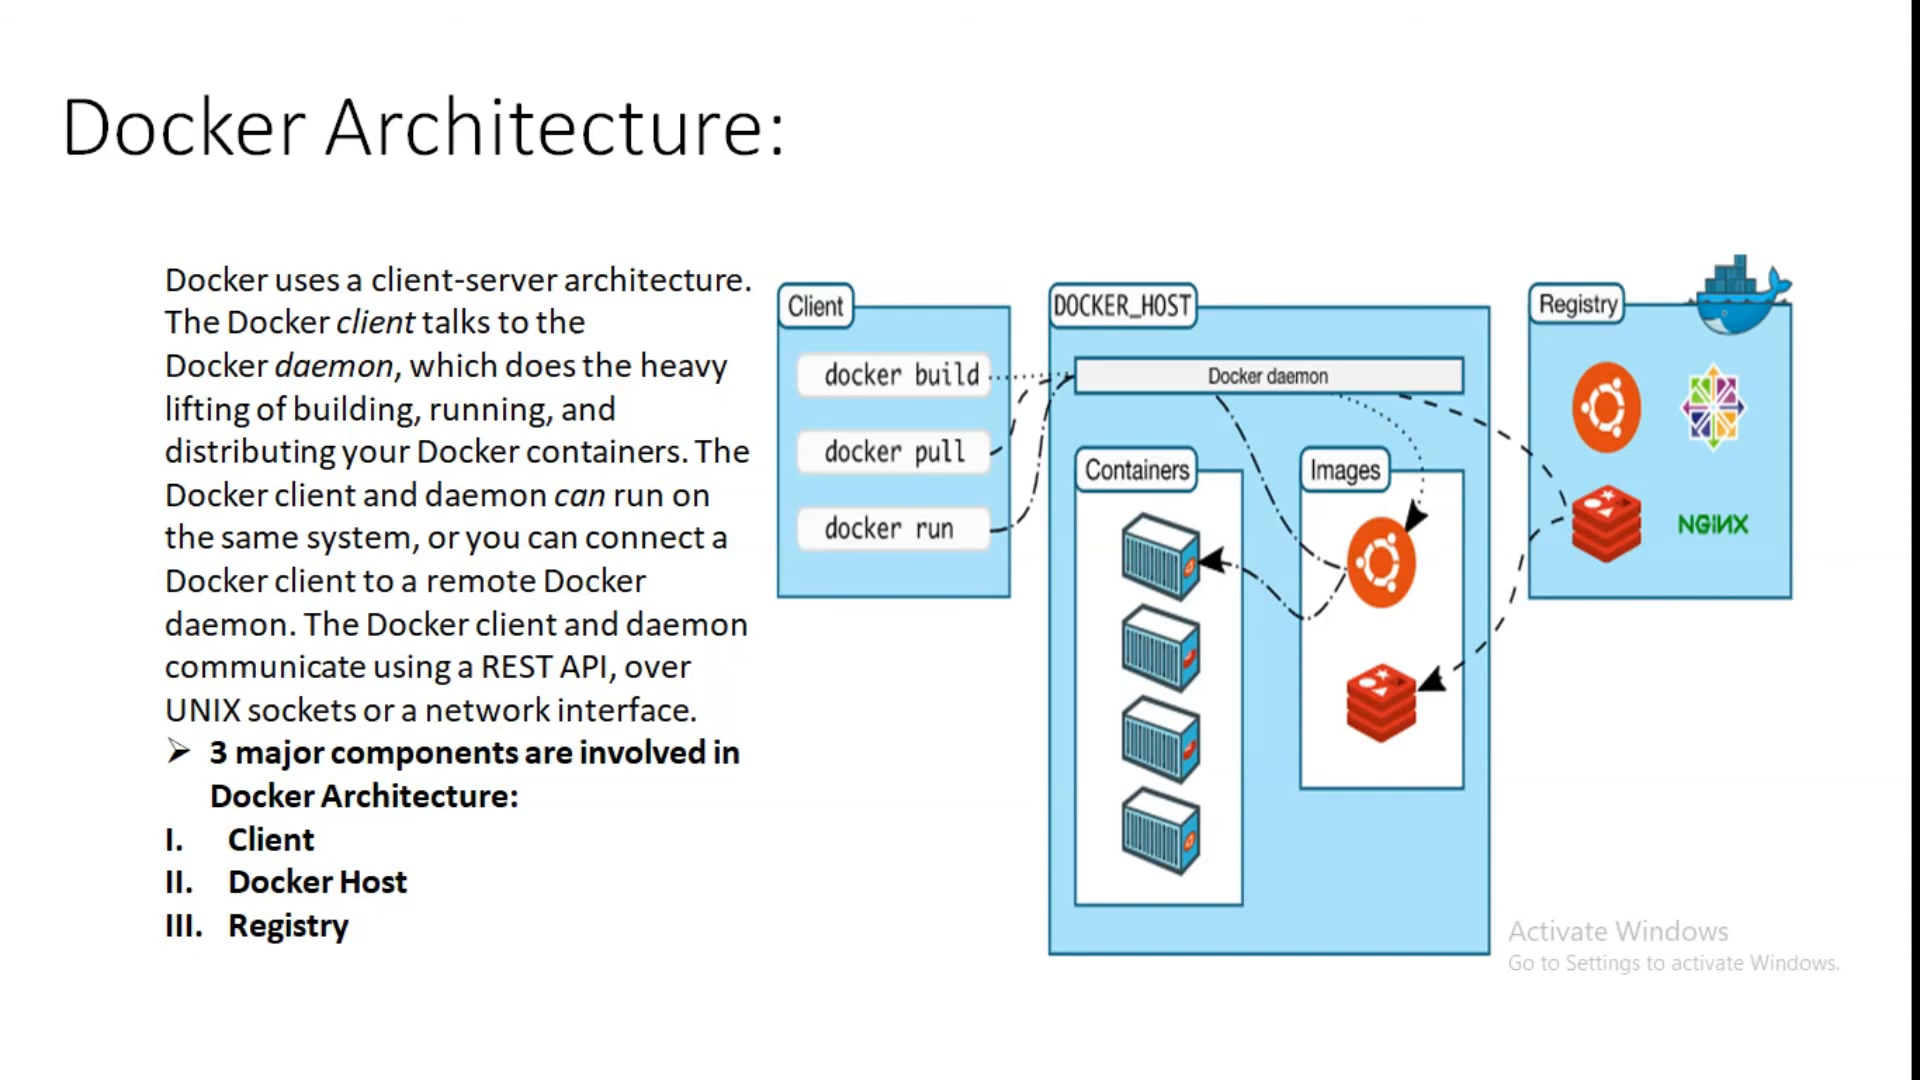 Docker Architecture:
Docker uses a client-server architecture.
The Docker client talks to the
Docker daemon, which does the heavy
lifting of building, running, and
distributing your Docker containers. The
Docker client and daemon can run on
the same system, or you can connect a
Docker client to a remote Docker
daemon. The Docker client and daemon
communicate using a REST API, over
UNIX sockets or a network interface.
➢ 3 major components are involved in
Docker Architecture:
I. Client
II. Docker Host
III. Registry
Client
docker build
docker pull
docker run
DOCKER_HOST
Docker daemon
Containers
Images
Registry
NGINX
Activate Windows
Go to Settings to activate Windows.